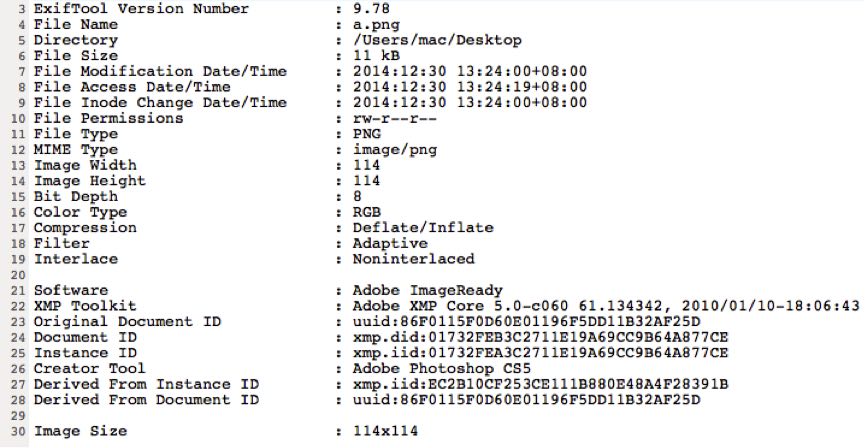 3 ExifTool Version Number : 9.78
4 File Name : a.png
5 Directory : /Users/mac/Desktop
6 File Size : 11 kB
7 File Modification Date/Time : 2014:12:30 13:24:00+08:00
8 File Access Date/Time : 2014:12:30 13:24:19+08:00
9 File Inode Change Date/Time : 2014:12:30 13:24:00+08:00
10 File Permissions : rw-r--r--
11 File Type : PNG
12 MIME Type : image/png
13 Image Width : 114
14 Image Height : 114
15 Bit Depth : 8
16 Color Type : RGB
17 Compression : Deflate/Inflate
18 Filter : Adaptive
19 Interlace : Noninterlaced
20
21 Software : Adobe ImageReady
22 XMP Toolkit : Adobe XMP Core 5.0-c060 61.134342, 2010/01/10-18:06:43
23 Original Document ID : uuid:86F0115F0D60E01196F5DD11B32AF25D
24 Document ID : xmp.did:01732FEB3C2711E19A69CC9B64A877CE
25 Instance ID : xmp.iid:01732FEA3C2711E19A69CC9B64A877CE
26 Creator Tool : Adobe Photoshop CS5
27 Derived From Instance ID : xmp.iid:EC2B10CF253CE111B880E48A4F28391B
28 Derived From Document ID : uuid:86F0115F0D60E01196F5DD11B32AF25D
29
30 Image Size : 114x114